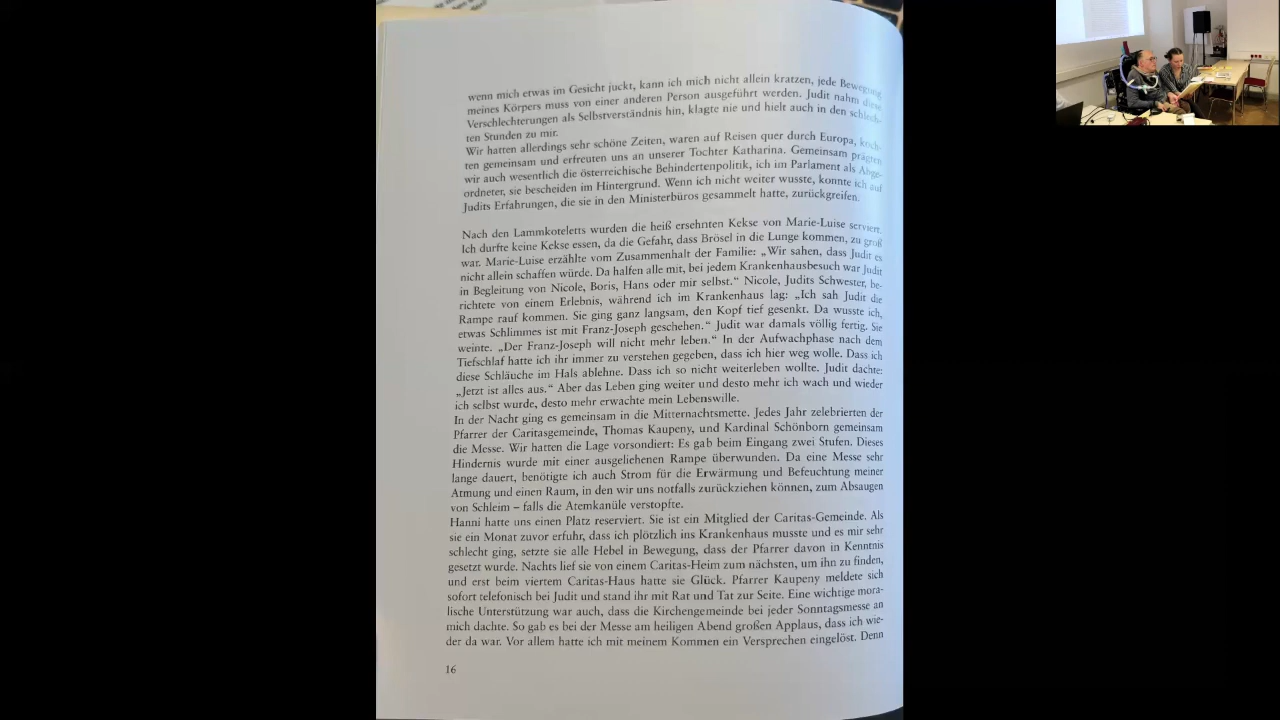 wenn mich etwas im Gesicht juckt, kann ich mich nicht allein kratzen, jede Bewegung
meines Körpers muss von einer anderen Person ausgeführt werden. Judit nahm diese
Verschlechterungen als Selbstverständnis hin, klagte nie und hielt auch in den schlech-
ten Stunden zu mir.
Wir hatten allerdings sehr schöne Zeiten, waren auf Reisen quer durch Europa, koch-
ten gemeinsam und erfreuten uns an unserer Tochter Katharina. Gemeinsam prägten
wir auch wesentlich die österreichische Behindertenpolitik, ich im Parlament als Abge-
ordneter, sie bescheiden im Hintergrund. Wenn ich nicht weiter wusste, konnte ich auf
Judits Erfahrungen, die sie in den Ministerbüros gesammelt hatte, zurückgreifen.
Nach den Lammkoteletts wurden die heiß ersehnten Kekse von Marie-Luise serviert.
Ich durfte keine Kekse essen, da die Gefahr, dass Brösel in die Lunge kommen, zu groß
war. Marie-Luise erzählte vom Zusammenhalt der Familie: „Wir sahen, dass Judit es
nicht allein schaffen würde. Da halfen alle mit, bei jedem Krankenhausbesuch war Judit
in Begleitung von Nicole, Boris, Hans oder mir selbst.“ Nicole, Judits Schwester, be-
richtete von einem Erlebnis, während ich im Krankenhaus lag: „Ich sah Judit die
Rampe rauf kommen. Sie ging ganz langsam, den Kopf tief gesenkt. Da wusste ich,
etwas Schlimmes ist mit Franz-Joseph geschehen.“ Judit war damals völlig fertig. Sie
weinte. „Der Franz-Joseph will nicht mehr leben.“ In der Aufwachphase nach dem
Tiefschlaf hatte ich ihr immer zu verstehen gegeben, dass ich hier weg wolle. Dass ich
diese Schläuche im Hals ablehne. Dass ich so nicht weiterleben wollte. Judit dachte:
„Jetzt ist alles aus.“ Aber das Leben ging weiter und desto mehr ich wach und wieder
ich selbst wurde, desto mehr erwachte mein Lebenswille.
In der Nacht ging es gemeinsam in die Mitternachtsmette. Jedes Jahr zelebrierten der
Pfarrer der Caritasgemeinde, Thomas Kaupeny, und Kardinal Schönborn gemeinsam
die Messe. Wir hatten die Lage vorsondiert: Es gab beim Eingang zwei Stufen. Dieses
Hindernis wurde mit einer ausgeliehenen Rampe überwunden. Da eine Messe sehr
lange dauert, benötigte ich auch Strom für die Erwärmung und Befeuchtung meiner
Atmung und einen Raum, in den wir uns notfalls zurückziehen können, zum Absaugen
von Schleim – falls die Atemkanüle verstopfte.
Hanni hatte uns einen Platz reserviert. Sie ist ein Mitglied der Caritas-Gemeinde. Als
sie ein Monat zuvor erfuhr, dass ich plötzlich ins Krankenhaus musste und es mir sehr
schlecht ging, setzte sie alle Hebel in Bewegung, dass der Pfarrer davon in Kenntnis
gesetzt wurde. Nachts lief sie von einem Caritas-Heim zum nächsten, um ihn zu finden,
und erst beim viertem Caritas-Haus hatte sie Glück. Pfarrer Kaupeny meldete sich
sofort telefonisch bei Judit und stand ihr mit Rat und Tat zur Seite. Eine wichtige mora-
lische Unterstützung war auch, dass die Kirchengemeinde bei jeder Sonntagsmesse an
mich dachte. So gab es bei der Messe am heiligen Abend großen Applaus, dass ich wie-
der da war. Vor allem hatte ich mit meinem Kommen ein Versprechen eingelöst. Denn
16